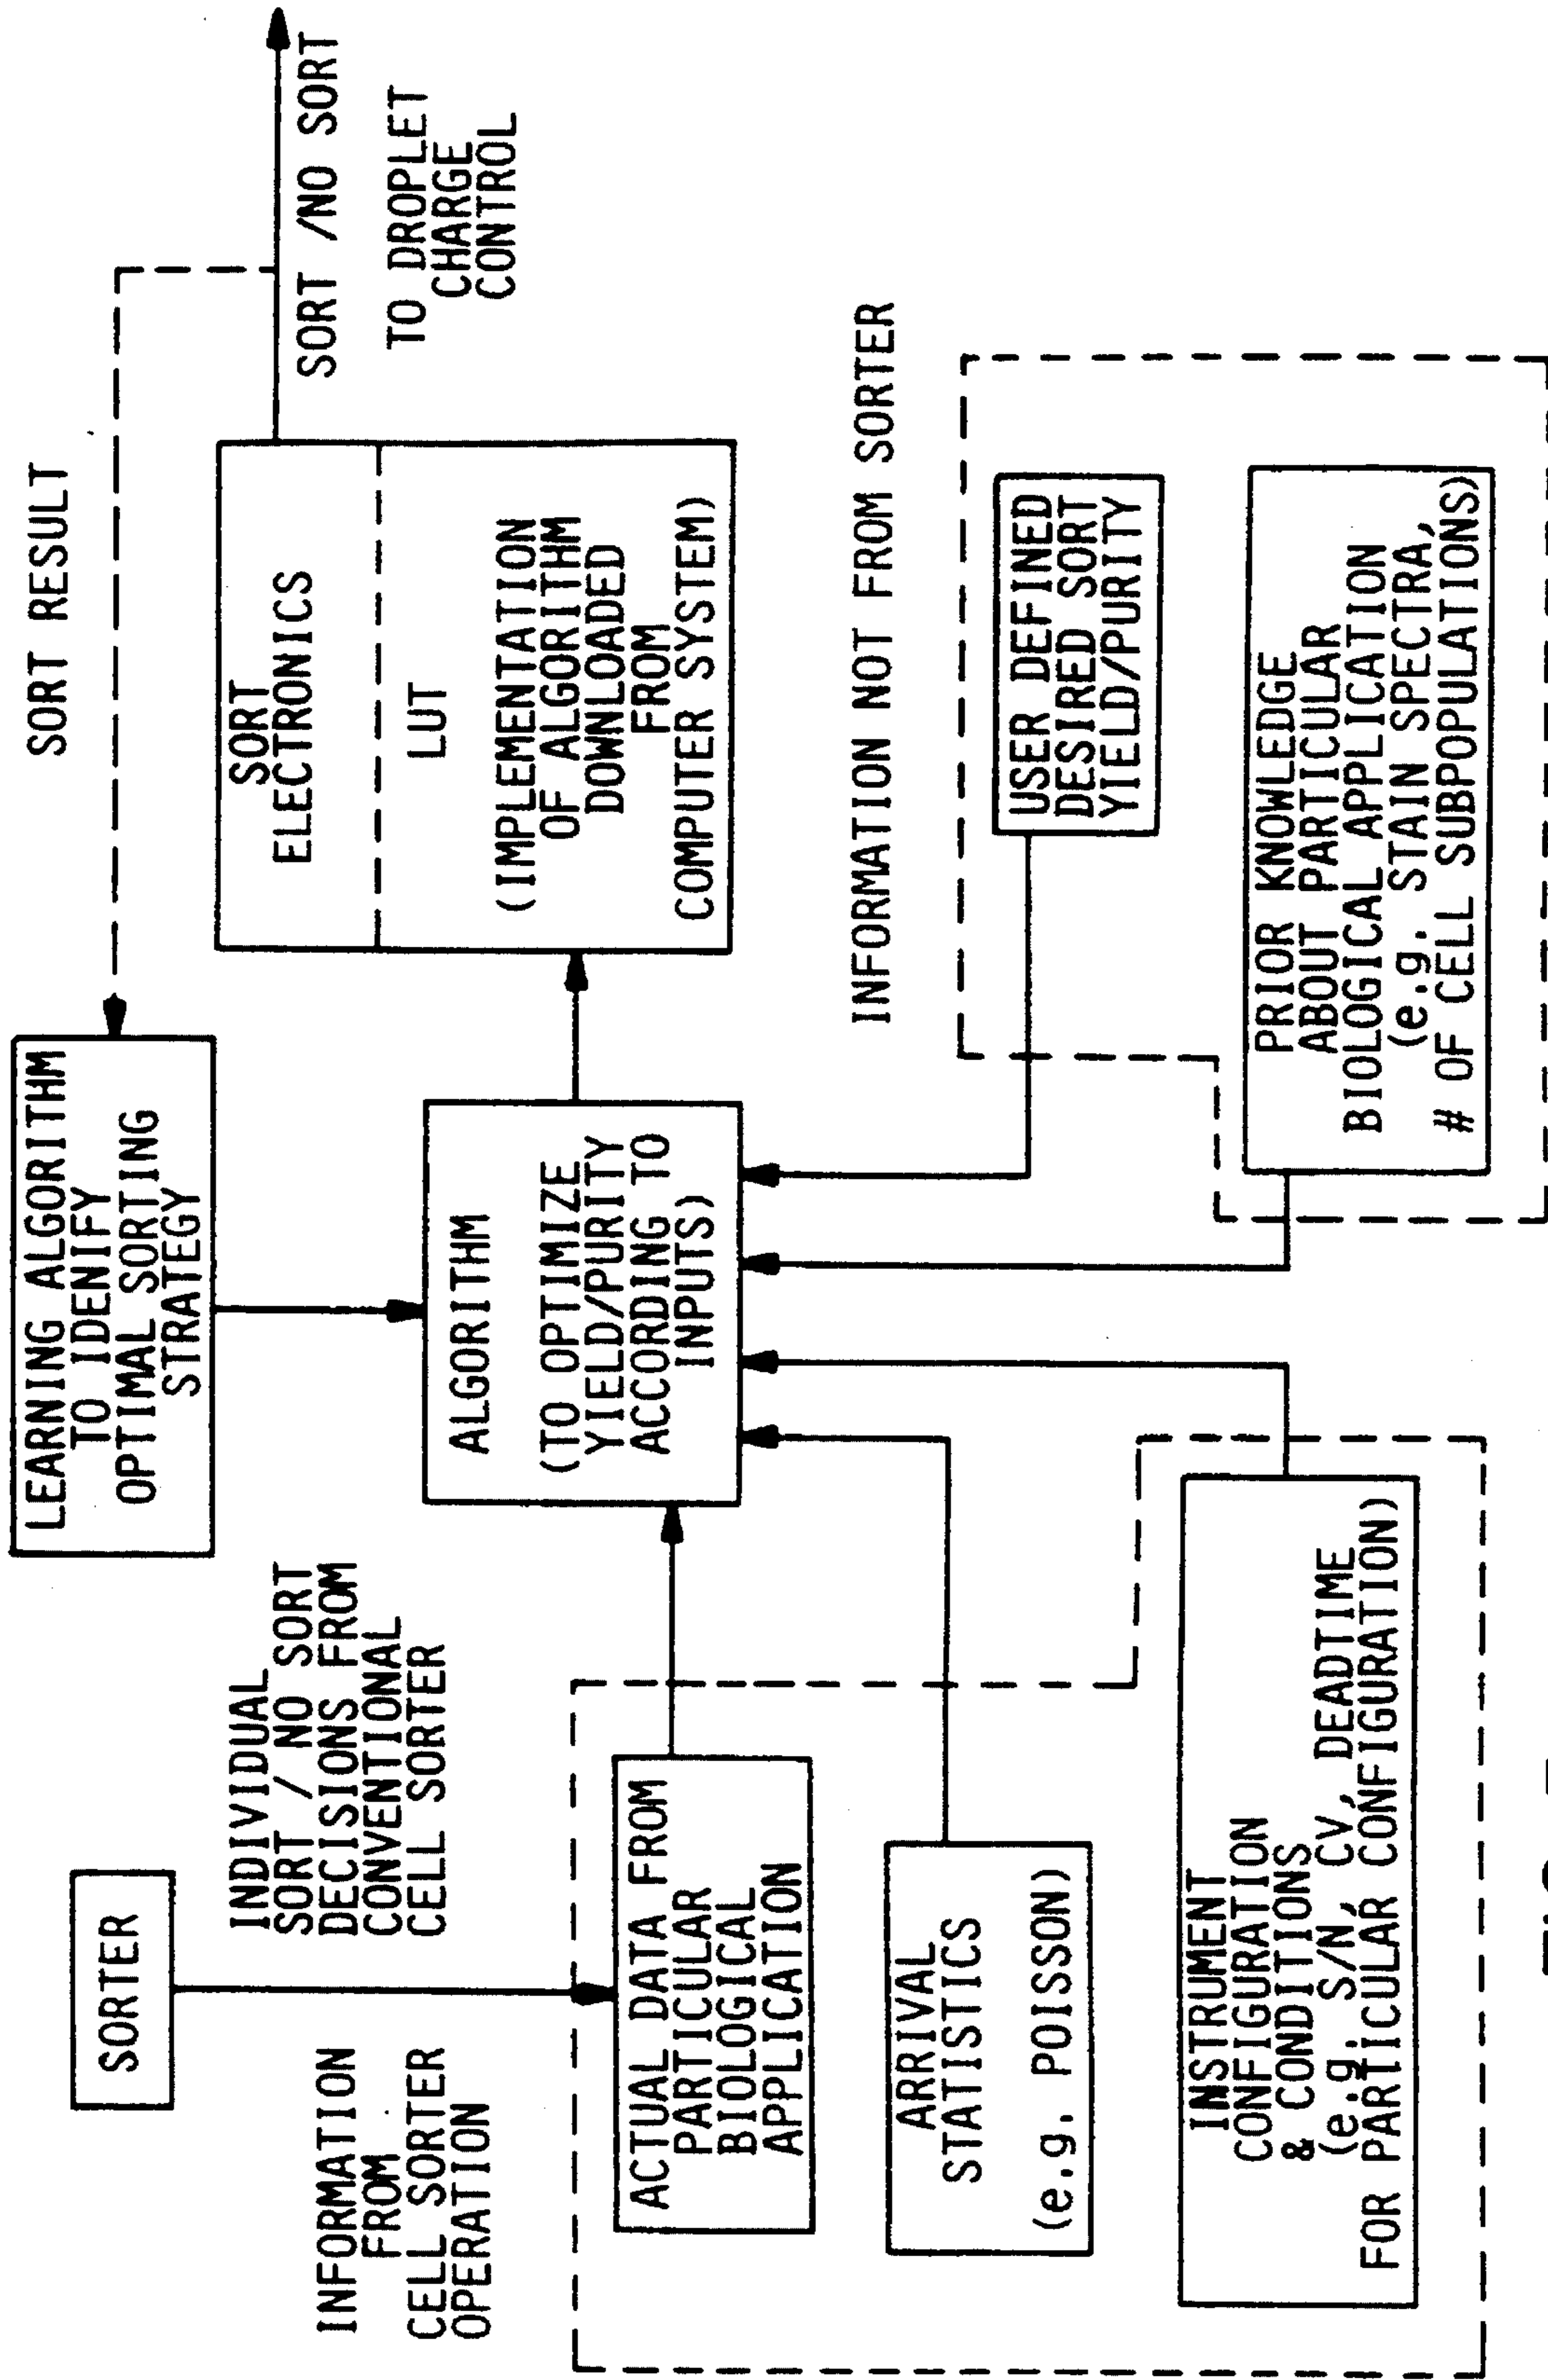 SORTER
INFORMATION
FROM
CELL SORTER
OPERATION
INDIVIDUAL
SORT / NO SORT
DECISIONS FROM
CONVENTIONAL
CELL SORTER
ACTUAL DATA FROM
PARTICULAR
BIOLOGICAL
APPLICATION
ARRIVAL
STATISTICS
(e.g. POISSON)
INSTRUMENT
CONFIGURATION
& CONDITIONS
(e.g. S/N, CV, DEADTIME
FOR PARTICULAR CONFIGURATION)
LEARNING ALGORITHM
TO IDENIFY
OPTIMAL SORTING
STRATEGY
ALGORITHM
(TO OPTIMIZE
YIELD/PURITY
ACCORDING TO
INPUTS)
SORT RESULT
SORT
ELECTRONICS
LUT
(IMPLEMENTATION
OF ALGORITHM
DOWNLOADED
FROM
COMPUTER SYSTEM)
SORT /NO SORT
TO DROPLET
CHARGE
CONTROL
INFORMATION NOT FROM SORTER
USER DEFINED
DESIRED SORT
YIELD/PURITY
PRIOR KNOWLEDGE
ABOUT PARTICULAR
BIOLOGICAL APPLICATION
(e.g. STAIN SPECTRA,
# OF CELL SUBPOPULATIONS)